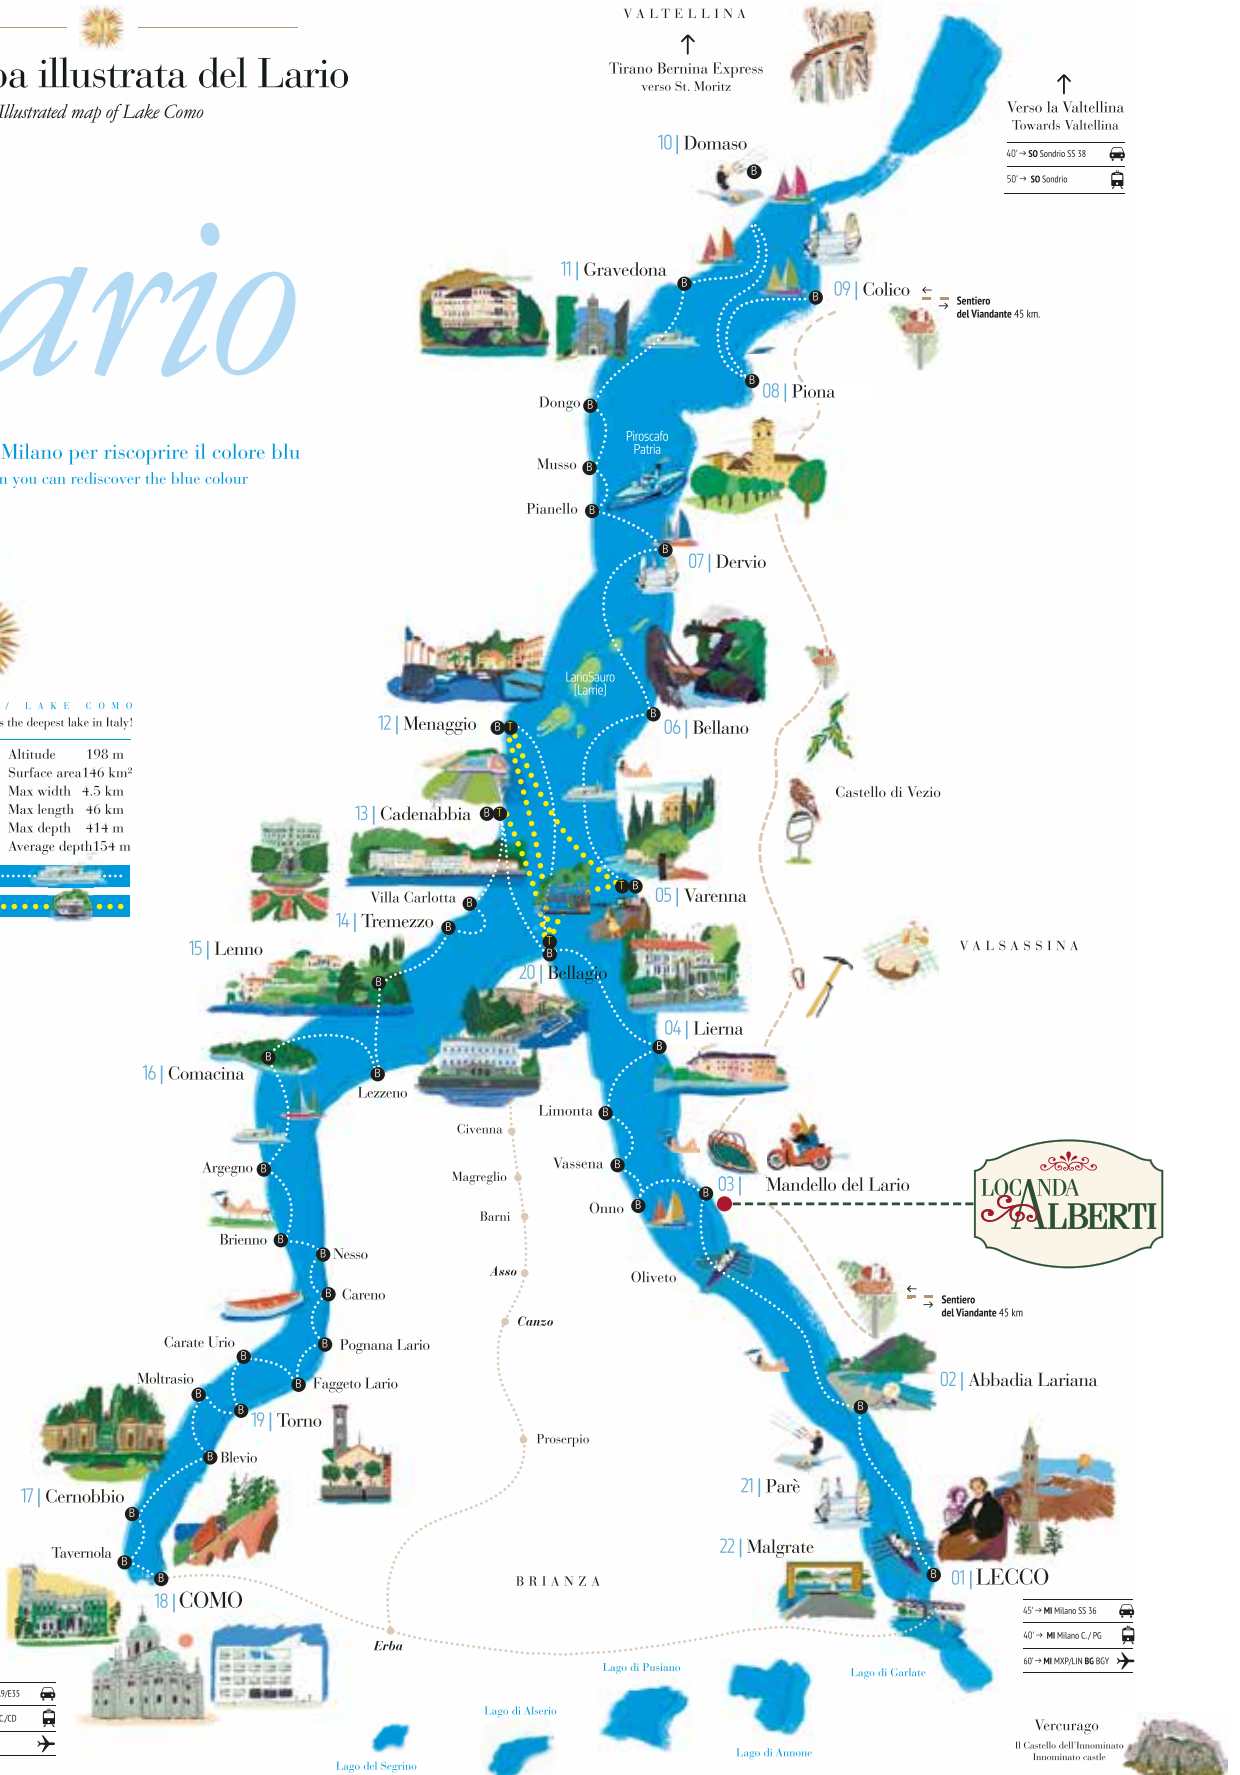 VALTELLINA
Tirano Bernina Express
verso St. Moritz
pa illustrata del Lario
Illustrated map of Lake Como
Verso la Valtellina
Towards Valtellina
40' → SO Sondrio SS 38
50' → SO Sondrio
10 | Domaso
B
ario
11 | Gravedona
B
09 | Colico
B
Sentiero
del Viandante 45 km.
08 | Piona
B
Dongo B
Piroscafo
Patria
Milano per riscoprire il colore blu
n you can rediscover the blue colour
Musso B
Pianello B
B
07 | Dervio
LarioSauro
(Larrie)
/ LAKE COMO
s the deepest lake in Italy!
Altitude 198 m
Surface area 146 km²
Max width 4.5 km
Max length 46 km
Max depth 414 m
Average depth 154 m
12 | Menaggio B T
B
06 | Bellano
Castello di Vezio
13 | Cadenabbia B T
Villa Carlotta B
T B
05 | Varenna
14 | Tremezzo B
15 | Lenno
B
VALSASSINA
T
B
20 | Bellagio
04 | Lierna
B
16 | Comacina
B
B
Lezzeno
Limonta B
Civenna
Vassena B
Magreglio
Argegno B
03 | Mandello del Lario
B
LOCANDA
ALBERTI
Onno B
Barni
Brienno B
B Nesso
Asso
Oliveto
B Careno
Sentiero
del Viandante 45 km
Canzo
Carate Urio
B
B Pognana Lario
Moltrasio
B
B Faggeto Lario
02 | Abbadia Lariana
B
B
19 | Torno
Proserpio
B Blevio
21 | Parè
17 | Cernobbio
B
22 | Malgrate
Tavernola
B
B
18 | COMO
BRIANZA
B
01 | LECCO
45' → MI Milano SS 36
40' → MI Milano C. / PG
60' → MI MXP/LIN BG BGY
Erba
Lago di Pusiano
Lago di Garlate
A9/E35
C./CD
Lago di Alserio
Vercurago
Il Castello dell'Innominato
Innominato castle
Lago di Annone
Lago del Segrino